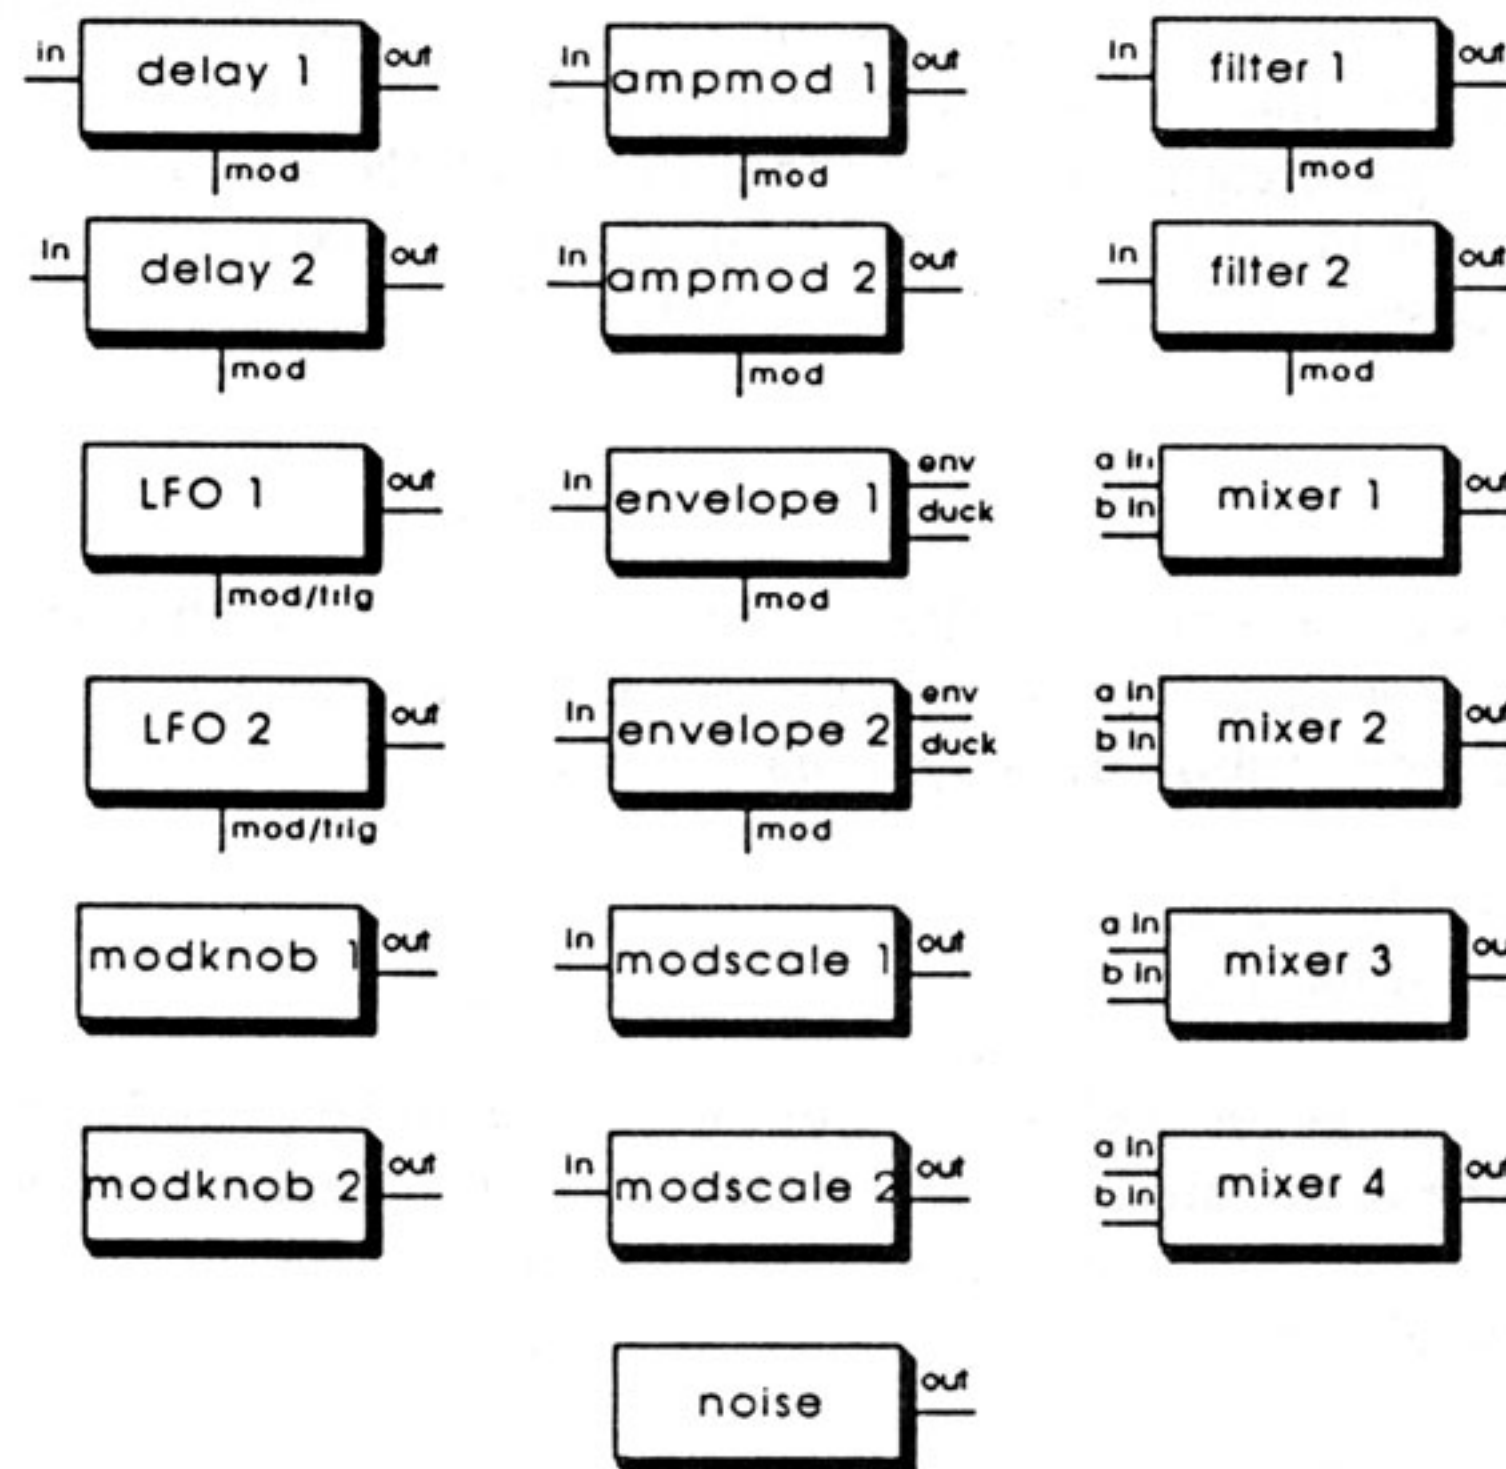 in delay 1 out
mod
in ampmod 1 out
mod
in filter 1 out
mod
in delay 2 out
mod
in ampmod 2 out
mod
in filter 2 out
mod
LFO 1 out
mod/trig
in envelope 1 env
duck
mod
a in
b in
mixer 1 out
LFO 2 out
mod/trig
in envelope 2 env
duck
mod
a in
b in
mixer 2 out
modknob 1 out
in modscale 1 out
a in
b in
mixer 3 ou
modknob 2 out
in modscale 2 out
a in
b in
mixer 4 out
noise out